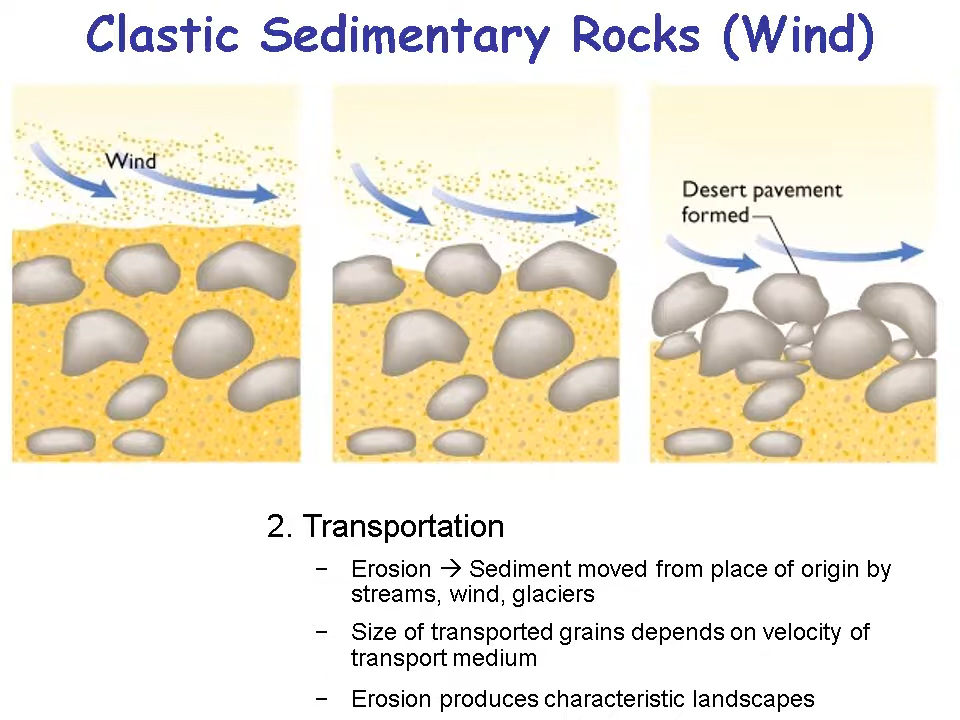 Clastic Sedimentary Rocks (Wind)
Wind
Desert pavement
formed
2. Transportation
– Erosion → Sediment moved from place of origin by
streams, wind, glaciers
– Size of transported grains depends on velocity of
transport medium
– Erosion produces characteristic landscapes